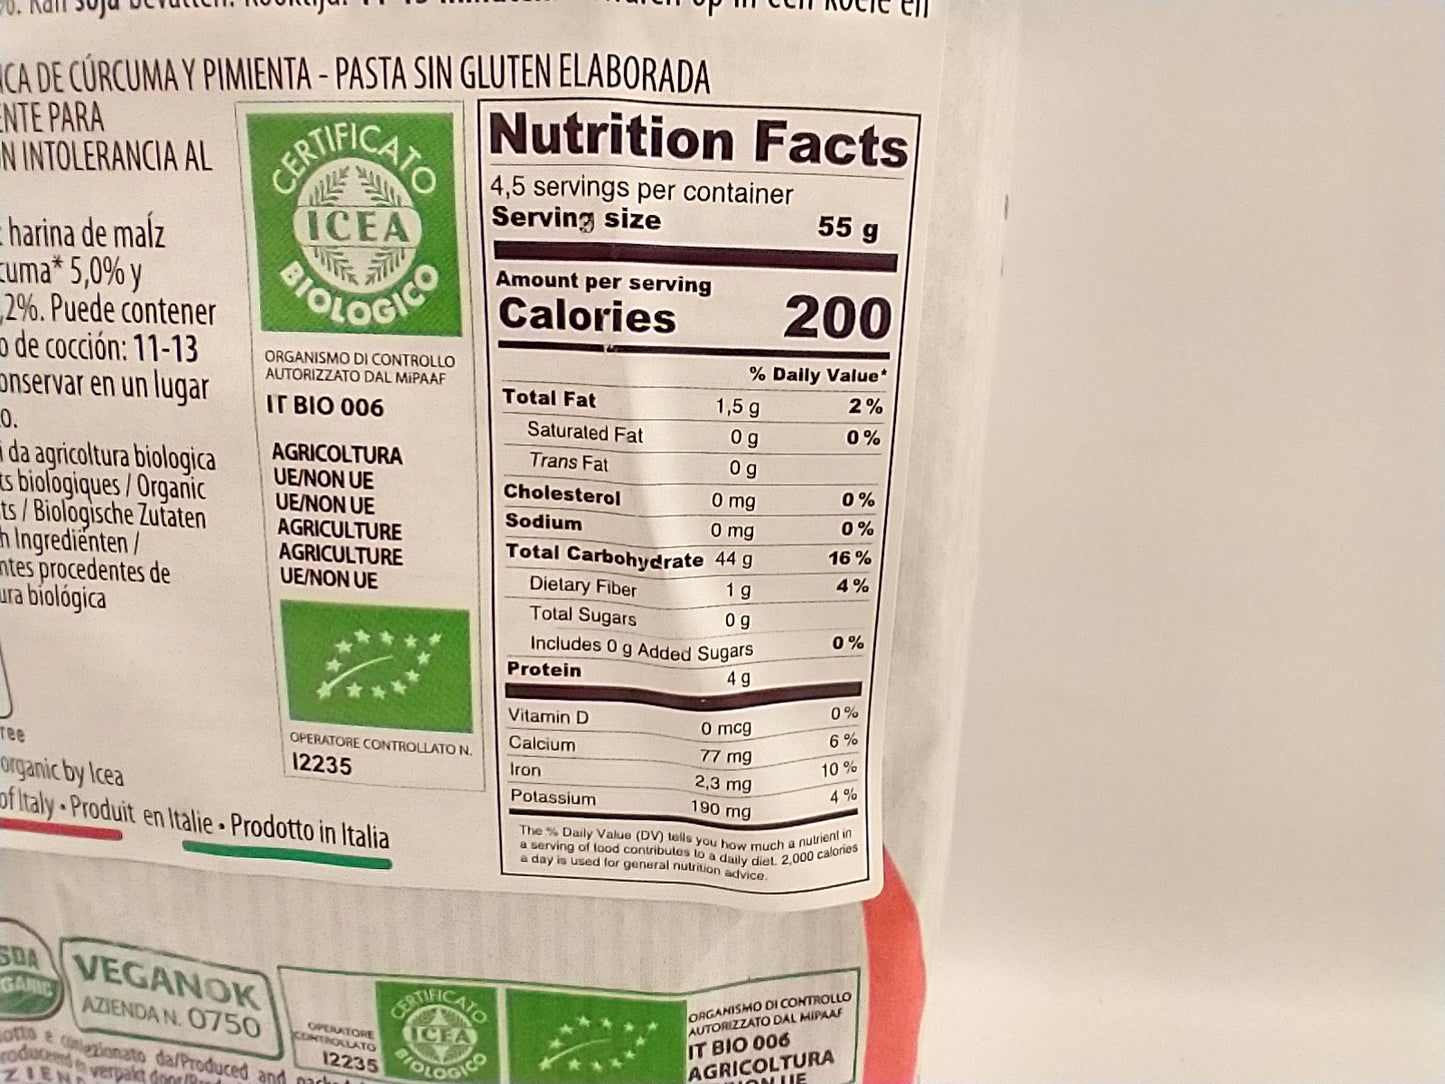 CA DE CÚRCUMA Y PIMIENTA - PASTA SIN GLUTEN ELABORADA
ENTE PARA
N INTOLERANCIA AL
harina de maíz
cuma* 5,0% y
,2%. Puede contener
o de cocción: 11-13
onservar en un lugar
o.
i da agricoltura biologica
ts biologiques / Organic
ts / Biologische Zutaten
h Ingrediënten /
ntes procedentes de
ura biológica
ree
organic by Icea
of Italy • Produit en Italie • Prodotto in Italia
CERTIFICATO
ICEA
BIOLOGICO
ORGANISMO DI CONTROLLO
AUTORIZZATO DAL MiPAAF
IT BIO 006
AGRICOLTURA
UE/NON UE
UE/NON UE
AGRICULTURE
AGRICULTURE
UE/NON UE
OPERATORE CONTROLLATO N.
I2235
Nutrition Facts
4,5 servings per container
Serving size 55 g
Amount per serving
Calories 200
% Daily Value*
Total Fat 1,5 g 2 %
Saturated Fat 0 g 0 %
Trans Fat 0 g
Cholesterol 0 mg 0 %
Sodium 0 mg 0 %
Total Carbohydrate 44 g 16 %
Dietary Fiber 1 g 4 %
Total Sugars 0 g
Includes 0 g Added Sugars 0 %
Protein 4 g
Vitamin D 0 mcg 0 %
Calcium 77 mg 6 %
Iron 2,3 mg 10 %
Potassium 190 mg 4 %
The % Daily Value (DV) tells you how much a nutrient in
a serving of food contributes to a daily diet. 2,000 calories
a day is used for general nutrition advice.
VEGANOK
AZIENDA N. 0750
OPERATORE
CONTROLLATO
I2235
CERTIFICATO
ICEA
BIOLOGICO
ORGANISMO DI CONTROLLO
AUTORIZZATO DAL MiPAAF
IT BIO 006
AGRICOLTURA
dal/Produced and
verpakt